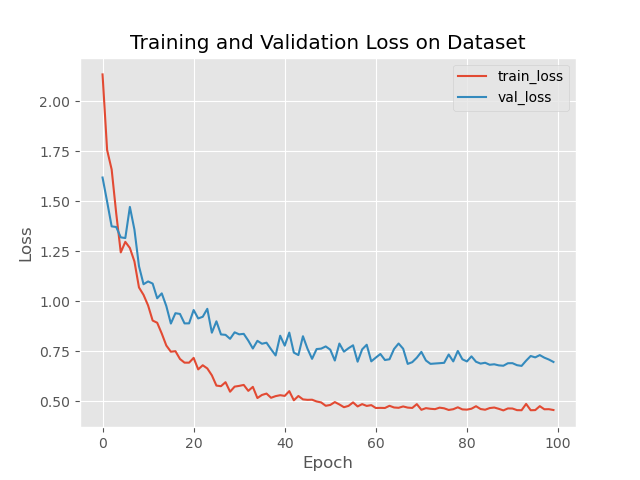 Training and Validation Loss on Dataset
train_loss
val_loss
2.00
1.75
1.50
1.25
1.00
0.75
0.50
Loss
0 20 40 60 80 100
Epoch